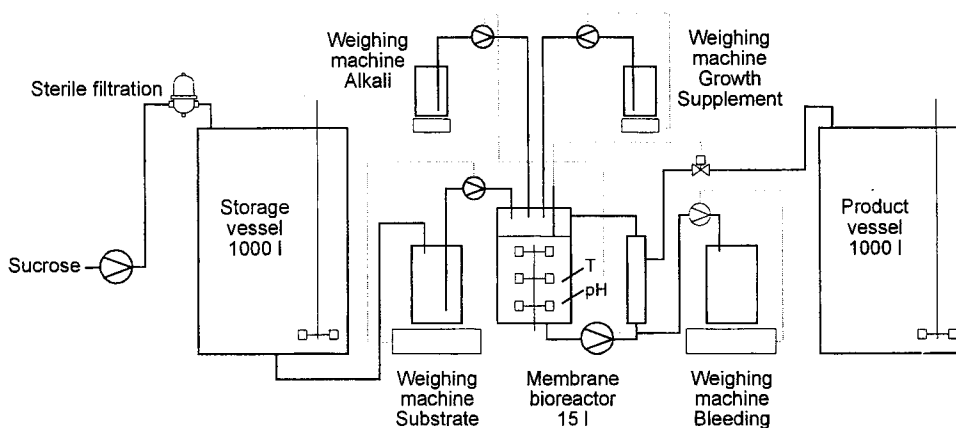 Sterile filtration
Sucrose
Storage
vessel
1000 l
Weighing
machine
Alkali
Weighing
machine
Growth
Supplement
T
pH
Product
vessel
1000 l
Weighing
machine
Substrate
Membrane
bioreactor
15 l
Weighing
machine
Bleeding